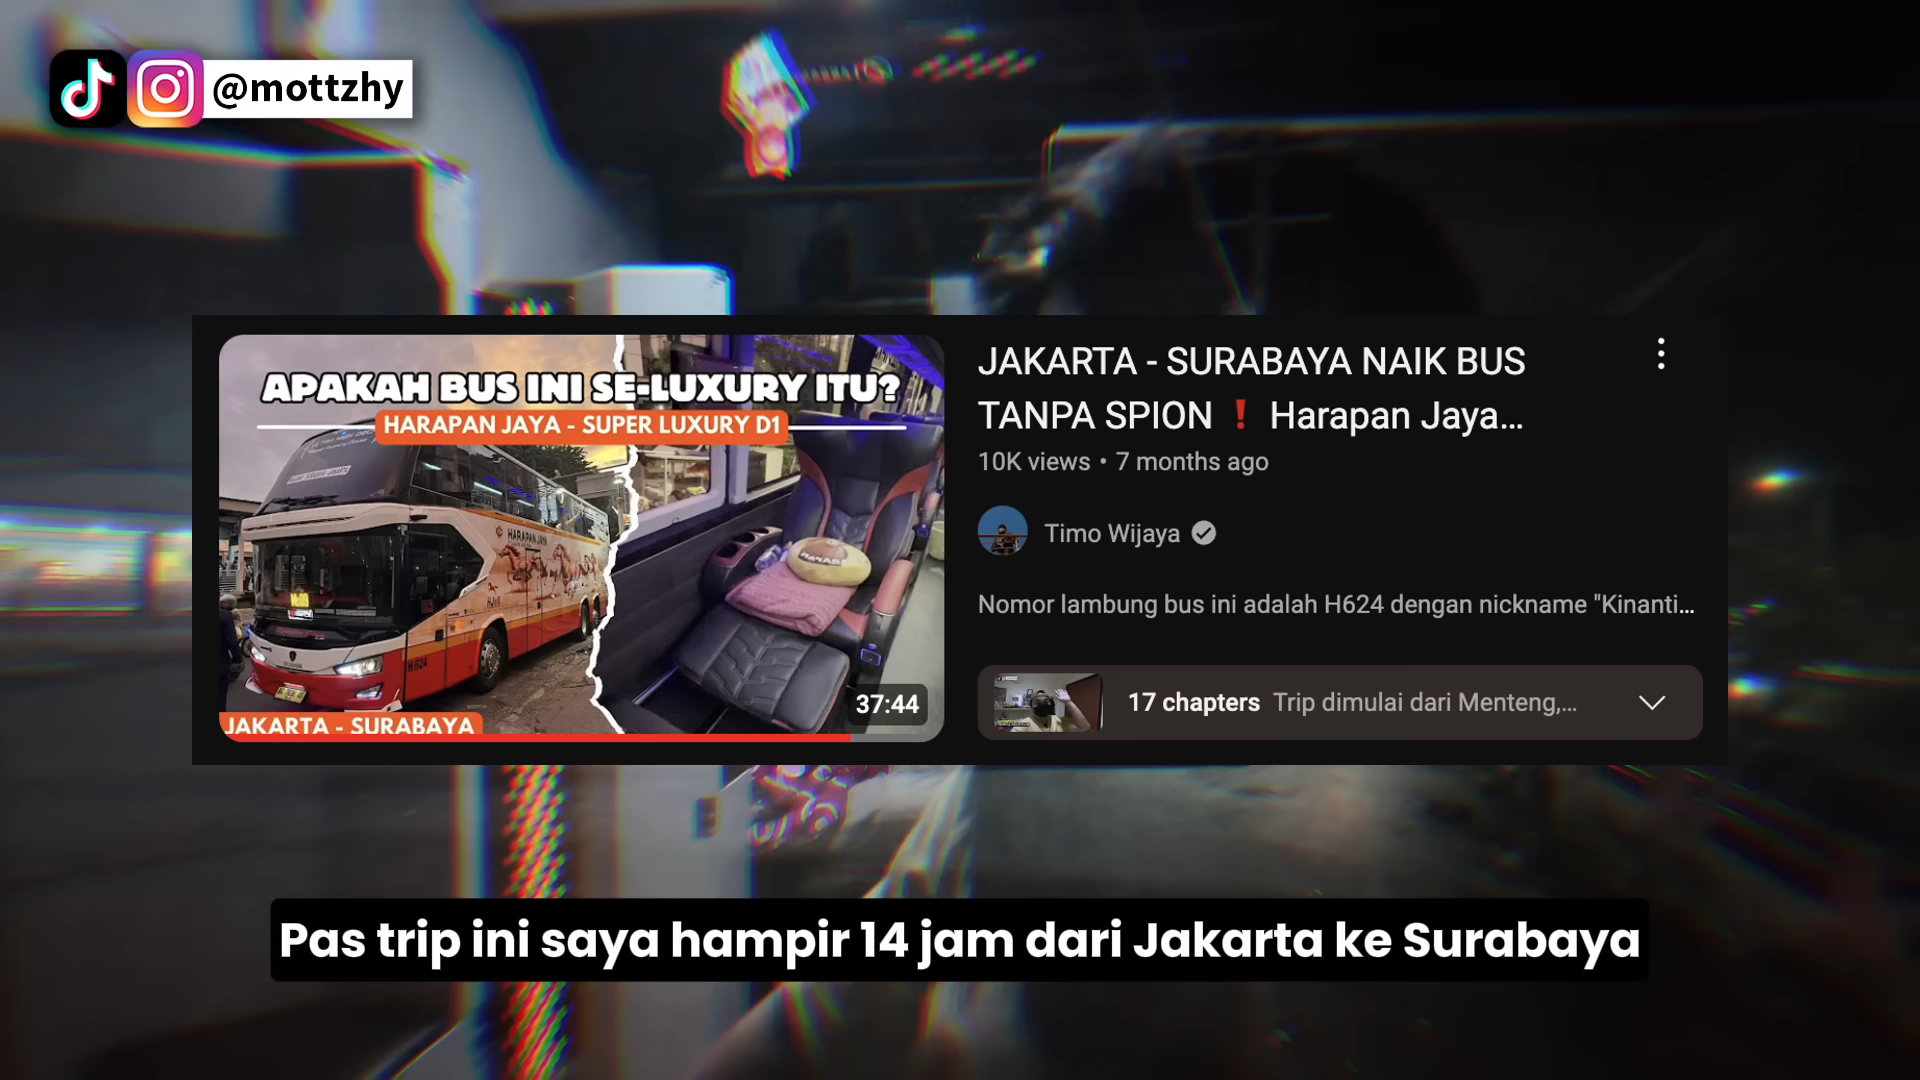 @mottzhy
APAKAH BUS INI SE-LUXURY ITU?
HARAPAN JAYA - SUPER LUXURY D1
HARAPAN JAYA
H624
JAKARTA - SURABAYA
37:44
JAKARTA - SURABAYA NAIK BUS
TANPA SPION ❗ Harapan Jaya...
10K views • 7 months ago
Timo Wijaya
Nomor lambung bus ini adalah H624 dengan nickname "Kinanti...
17 chapters Trip dimulai dari Menteng,...
Pas trip ini saya hampir 14 jam dari Jakarta ke Surabaya